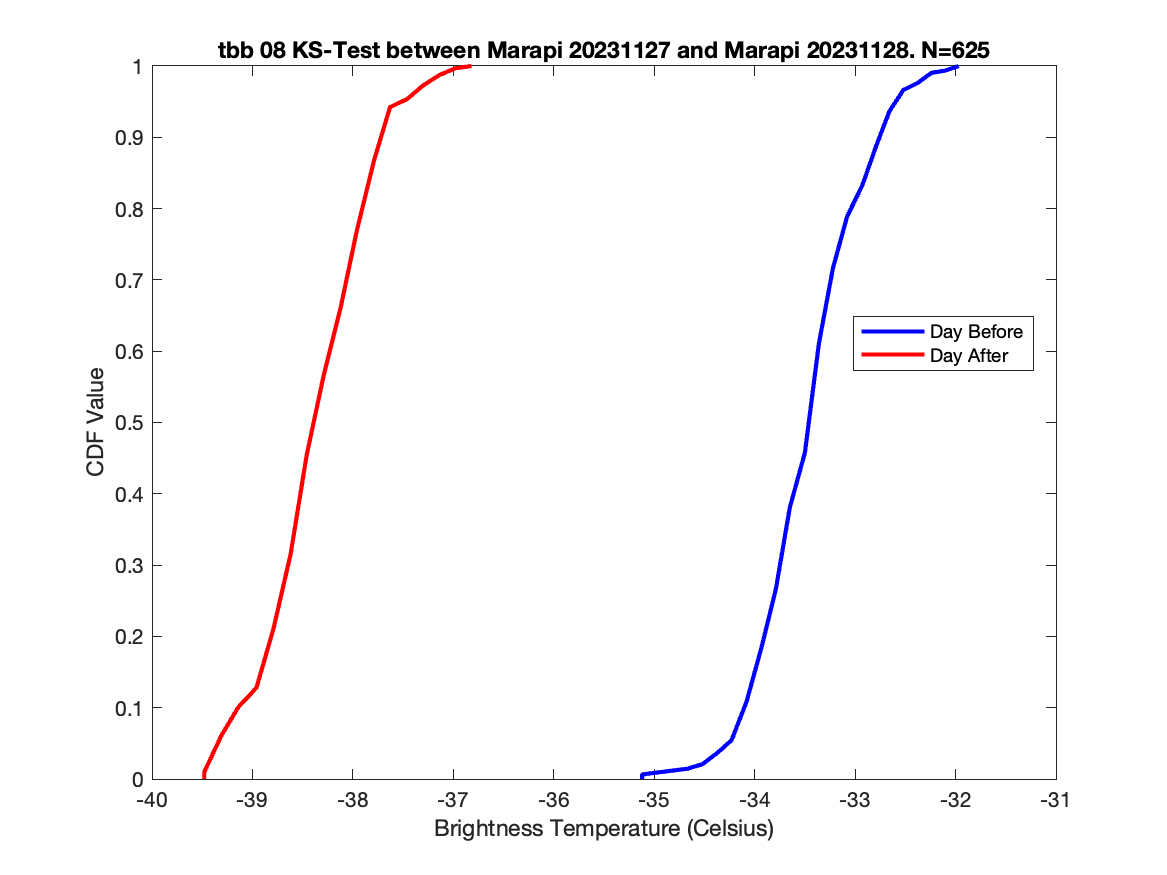 tbb 08 KS-Test between Marapi 20231127 and Marapi 20231128. N=625
1
0.9
0.8
0.7
0.6
0.5
0.4
0.3
0.2
0.1
0
CDF Value
Day Before
Day After
-40 -39 -38 -37 -36 -35 -34 -33 -32 -31
Brightness Temperature (Celsius)